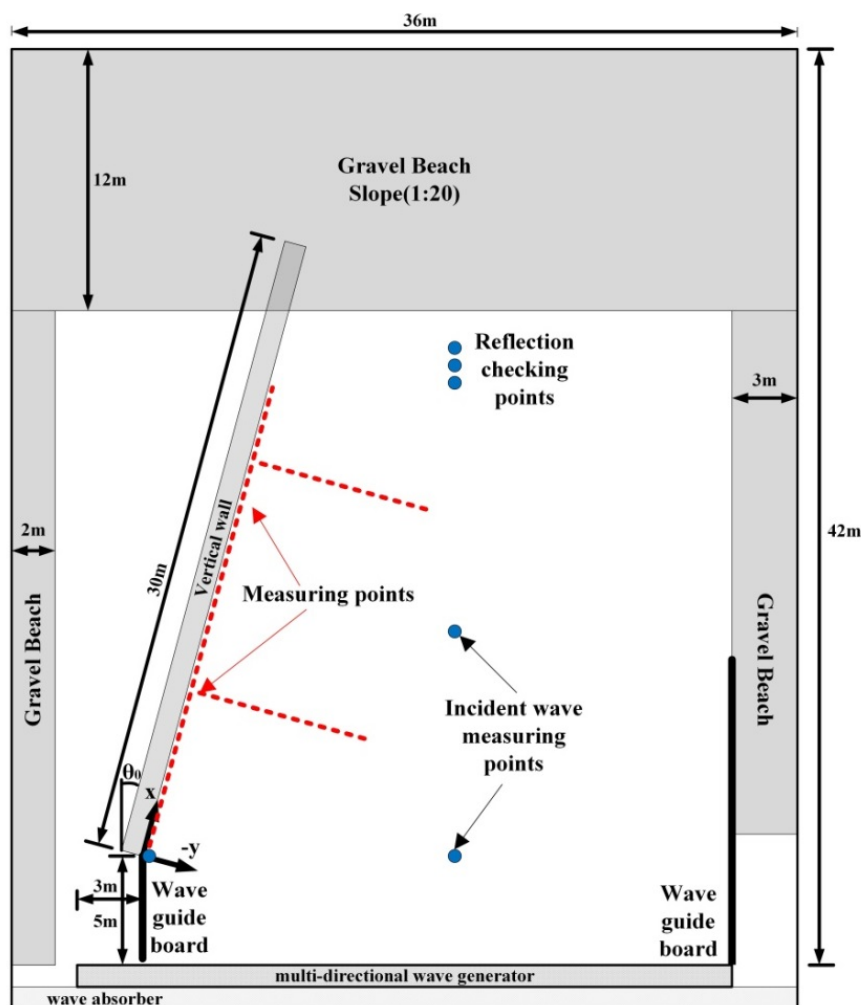 36m
12m
Gravel Beach
Slope(1:20)
Reflection
checking
points
3m
2m
42m
Vertical wall
30m
Measuring points
Gravel Beach
Gravel Beach
Incident wave
measuring
points
θ0
x
-y
3m
5m
Wave
guide
board
Wave
guide
board
multi-directional wave generator
wave absorber